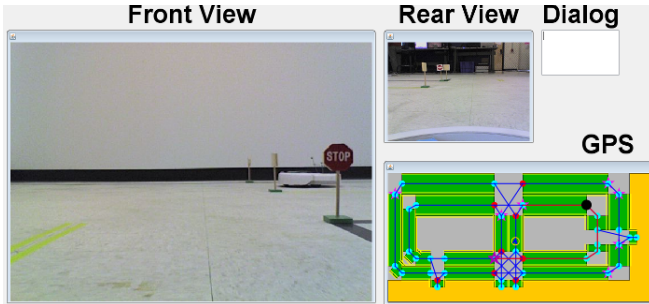 Front View
Rear View
Dialog
STOP
GPS